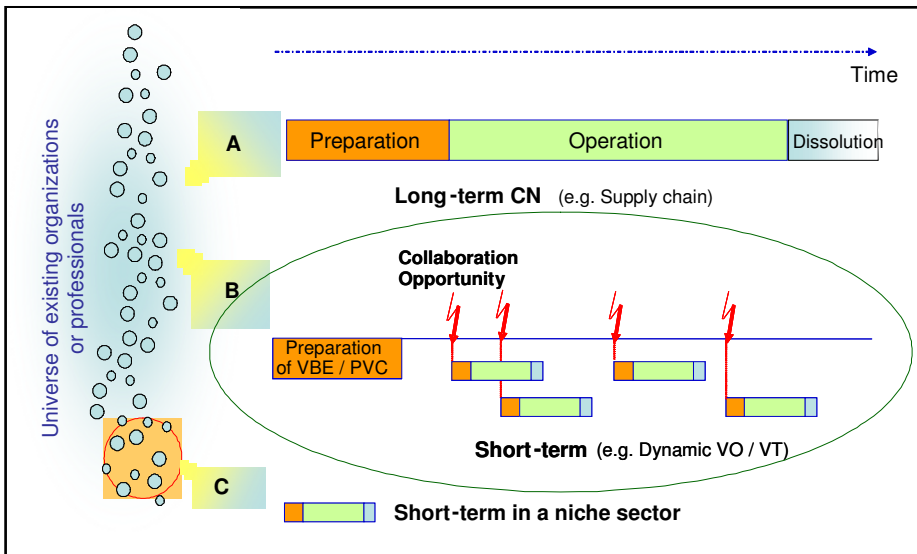 Time
Universe of existing organizations
or professionals
A
Preparation
Operation
Dissolution
Long-term CN (e.g. Supply chain)
B
Collaboration
Opportunity
Preparation
of VBE / PVC
Short-term (e.g. Dynamic VO / VT)
C
Short-term in a niche sector